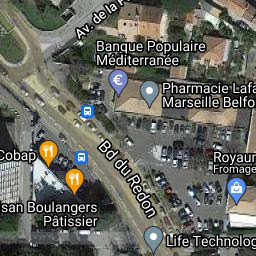 Av. de la P
Banque Populaire
Méditerranée
Pharmacie Lafa
Marseille Belfo
Cobap
Bd du Redon
Royaum
Fromage
san Boulangers
Pâtissier
Life Technolog